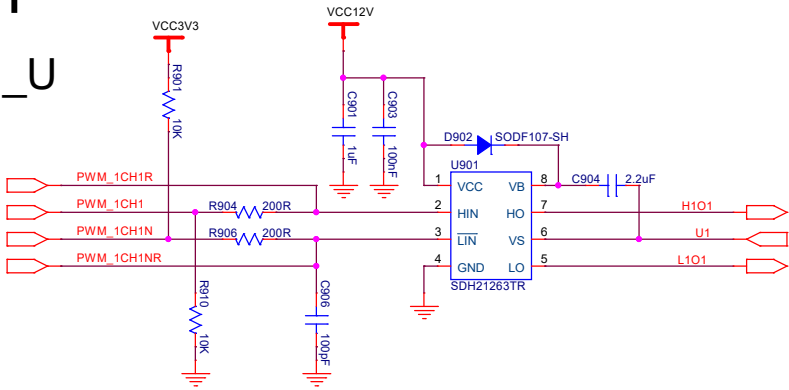 _U
VCC3V3
VCC12V
R901
10K
C901
1uF
C903
100nF
D902 SODF107-SH
U901
PWM_1CH1R
PWM_1CH1
R904 200R
PWM_1CH1N
R906 200R
PWM_1CH1NR
1 VCC VB 8
2 HIN HO 7
3 LIN VS 6
4 GND LO 5
SDH21263TR
C904 2.2uF
H1O1
U1
L1O1
R910
10K
C906
100pF